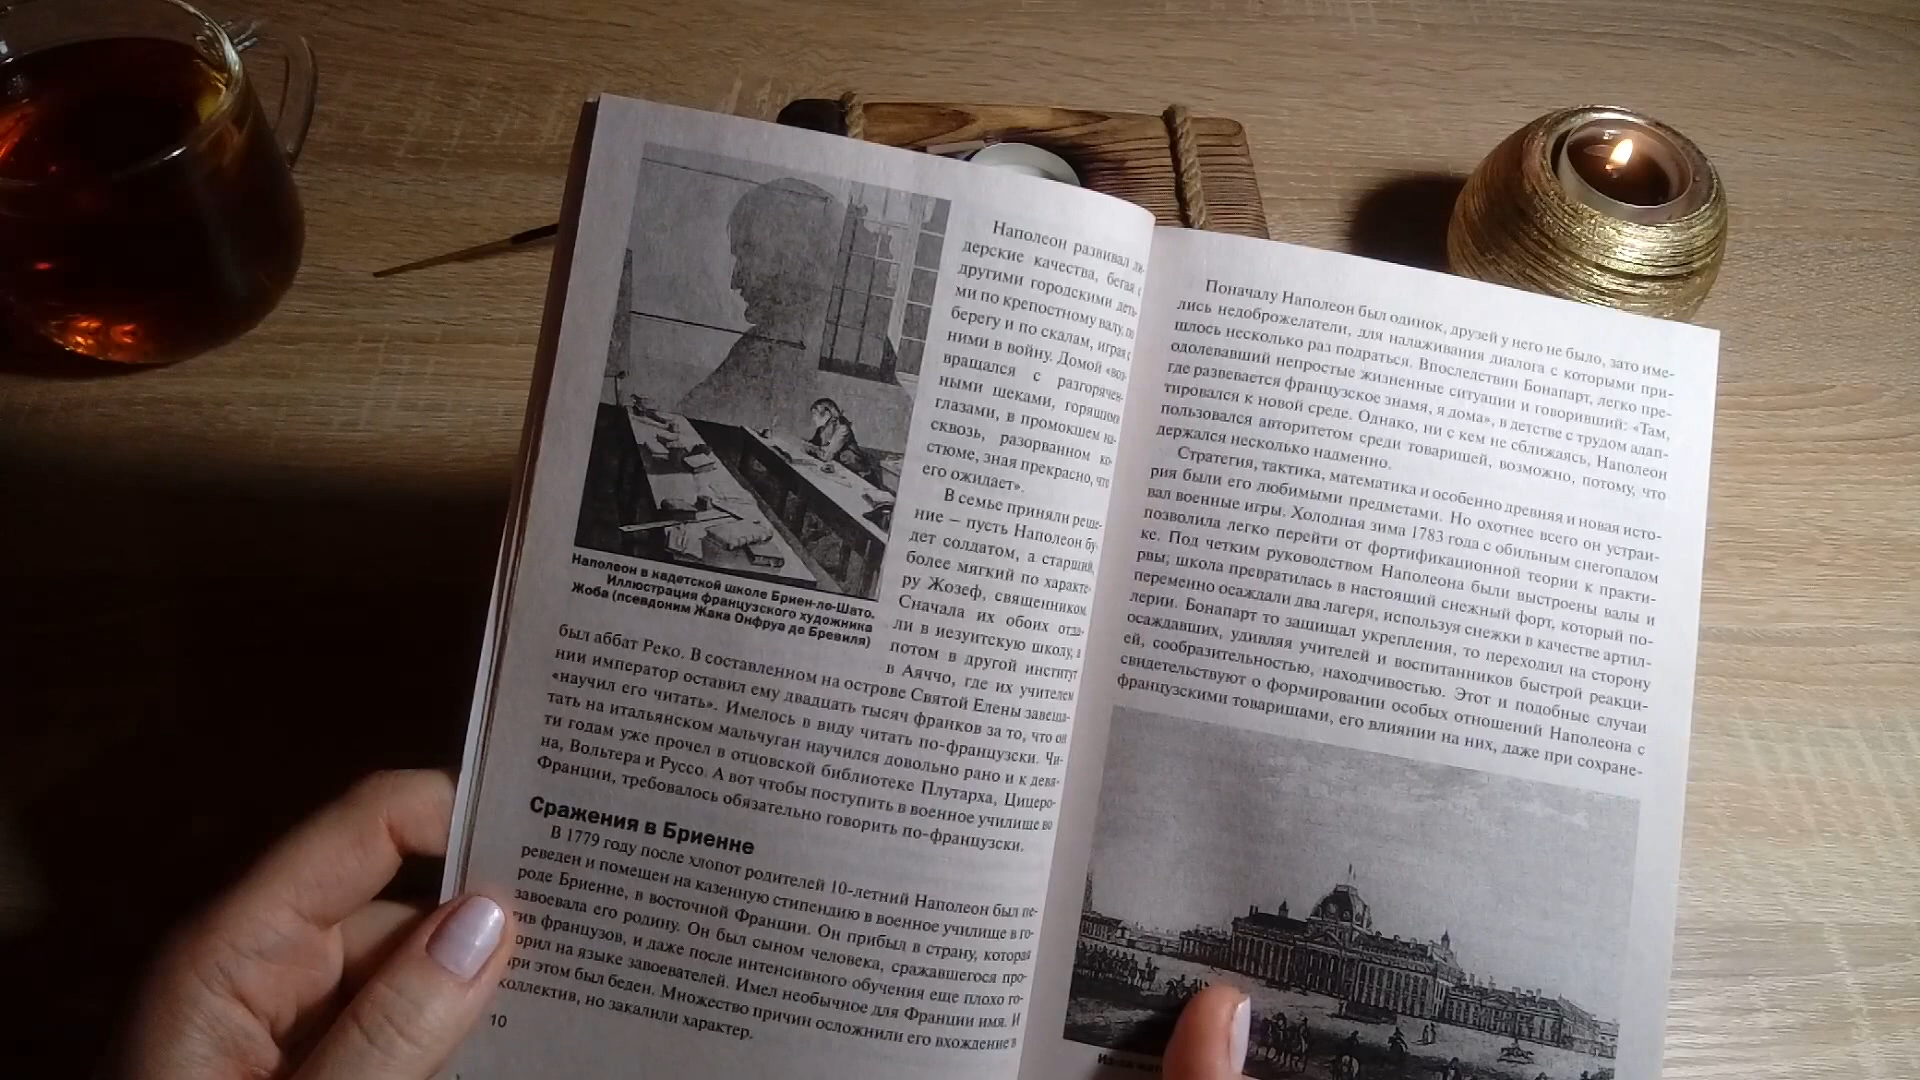 Наполеон в кадетской школе Бриен-ло-Шато.
Иллюстрация французского художника
Жоба (псевдоним Жака Онфруа до Бревиля)
Наполеон развивал ли-
дерские качества, бегая с
другими городскими деть-
ми по крепостному валу, по
берегу и по скалам, играя с
ними в войну. Домой «воз-
вращался с разгорячен-
ными щеками, горящими
глазами, в промокшем на-
сквозь, разорванном ко-
стюме, зная прекрасно, что
его ожидает».
В семье приняли реше-
ние – пусть Наполеон бу-
дет солдатом, а старший,
более мягкий по характе-
ру Жозеф, священником.
Сначала их обоих отда-
ли в иезуитскую школу, а
потом в другой институт
в Аяччо, где их учителем
был аббат Реко. В составленном на острове Святой Елены завеща-
нии император оставил ему двадцать тысяч франков за то, что он
«научил его читать». Имелось в виду читать по-французски. Чи-
тать на итальянском мальчуган научился довольно рано и к девя-
ти годам уже прочел в отцовской библиотеке Плутарха, Цицеро-
на, Вольтера и Руссо. А вот чтобы поступить в военное училище во
Франции, требовалось обязательно говорить по-французски.
Сражения в Бриенне
В 1779 году после хлопот родителей 10-летний Наполеон был пе-
реведен и помещен на казенную стипендию в военное училище в го-
роде Бриенне, в восточной Франции. Он прибыл в страну, которая
завоевала его родину. Он был сыном человека, сражавшегося про-
тив французов, и даже после интенсивного обучения еще плохо го-
ворил на языке завоевателей. Имел необычное для Франции имя. И
при этом был беден. Множество причин осложнили его вхождение в
коллектив, но закалили характер.
10
Поначалу Наполеон был одинок, друзей у него не было, зато име-
лись недоброжелатели, для налаживания диалога с которыми при-
шлось несколько раз подраться. Впоследствии Бонапарт, легко пре-
одолевавший непростые жизненные ситуации и говоривший: «Там,
где развевается французское знамя, я дома», в детстве с трудом адап-
тировался к новой среде. Однако, ни с кем не сближаясь, Наполеон
пользовался авторитетом среди товарищей, возможно, потому, что
держался несколько надменно.
Стратегия, тактика, математика и особенно древняя и новая исто-
рия были его любимыми предметами. Но охотнее всего он устраи-
вал военные игры. Холодная зима 1783 года с обильным снегопадом
позволила легко перейти от фортификационной теории к практи-
ке. Под четким руководством Наполеона были выстроены валы и
рвы; школа превратилась в настоящий снежный форт, который по-
переменно осаждали два лагеря, используя снежки в качестве артил-
лерии. Бонапарт то защищал укрепления, то переходил на сторону
осаждавших, удивляя учителей и воспитанников быстрой реакци-
ей, сообразительностью, находчивостью. Этот и подобные случаи
свидетельствуют о формировании особых отношений Наполеона с
французскими товарищами, его влиянии на них, даже при сохране-